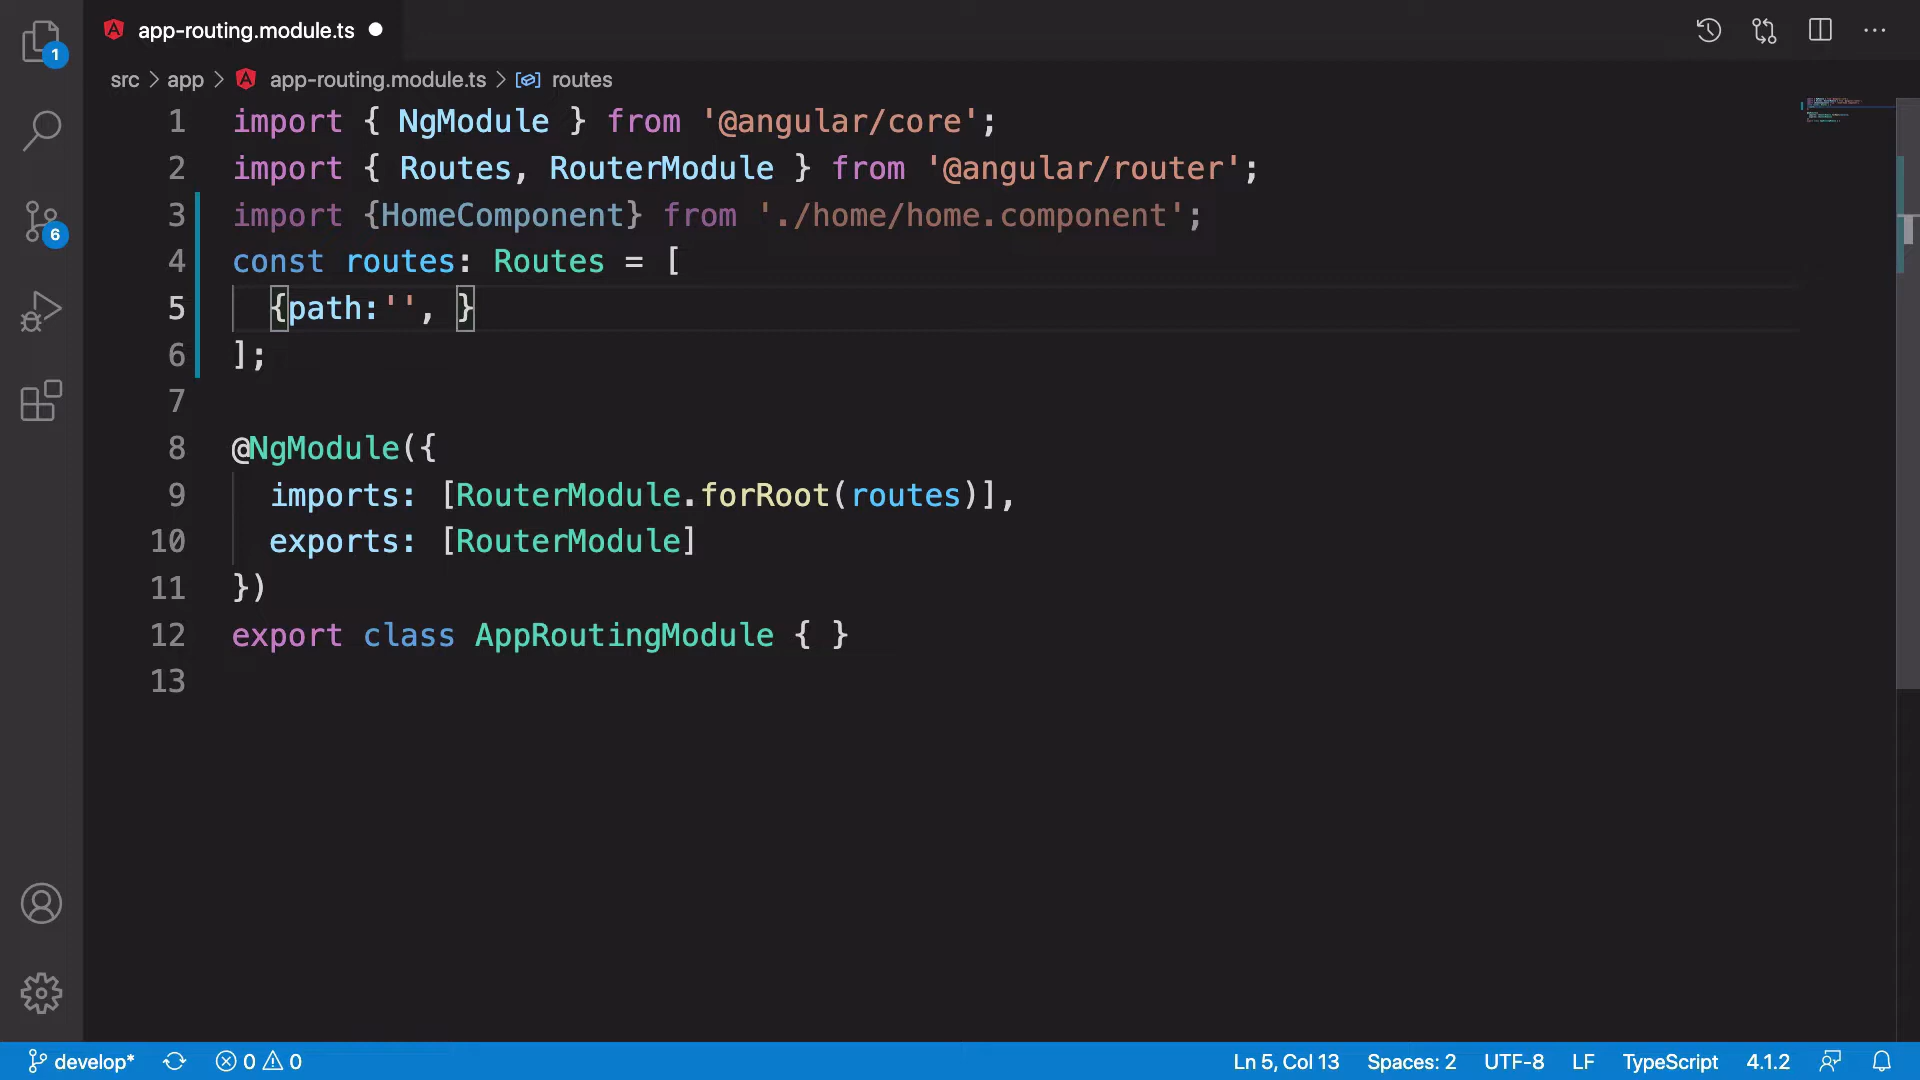 app-routing.module.ts
1
src > app > app-routing.module.ts > routes
1 import { NgModule } from '@angular/core';
2 import { Routes, RouterModule } from '@angular/router';
3 import {HomeComponent} from './home/home.component';
4 const routes: Routes = [
5 {path:'', }
6 ];
7
8 @NgModule({
9 imports: [RouterModule.forRoot(routes)],
10 exports: [RouterModule]
11 })
12 export class AppRoutingModule { }
13
6
develop* 0 0 Ln 5, Col 13 Spaces: 2 UTF-8 LF TypeScript 4.1.2